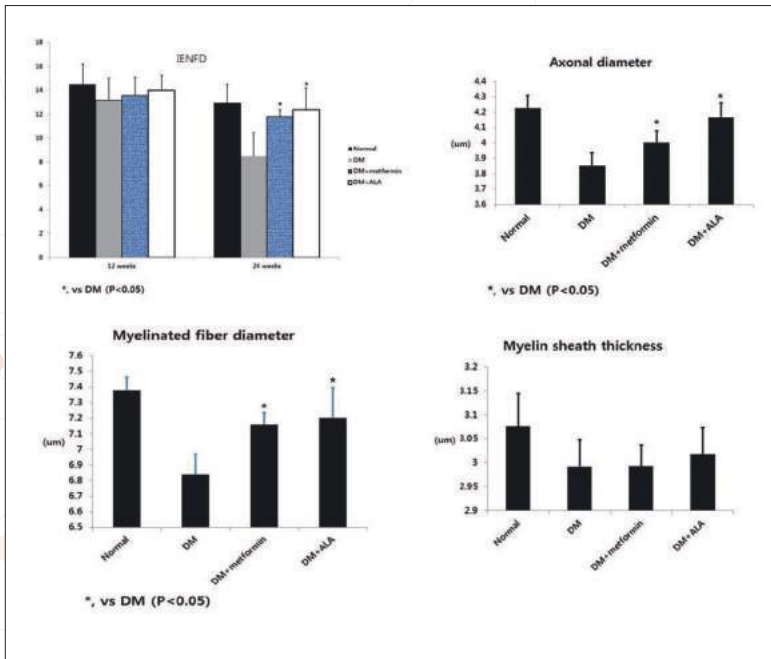 IENFD
18
16
14
12
10
8
6
4
2
0
12 weeks
24 weeks
*
*
Normal
DM
DM+metformin
DM+ALA
*, vs DM (P<0.05)
Axonal diameter
(um)
4.4
4.3
4.2
4.1
4
3.9
3.8
3.7
3.6
*
*
Normal
DM
DM+metformin
DM+ALA
*, vs DM (P<0.05)
Myelinated fiber diameter
(um)
7.6
7.5
7.4
7.3
7.2
7.1
7
6.9
6.8
6.7
6.6
6.5
*
*
Normal
DM
DM+metformin
DM+ALA
*, vs DM (P<0.05)
Myelin sheath thickness
(um)
3.2
3.15
3.1
3.05
3
2.95
2.9
Normal
DM
DM+metformin
DM+ALA